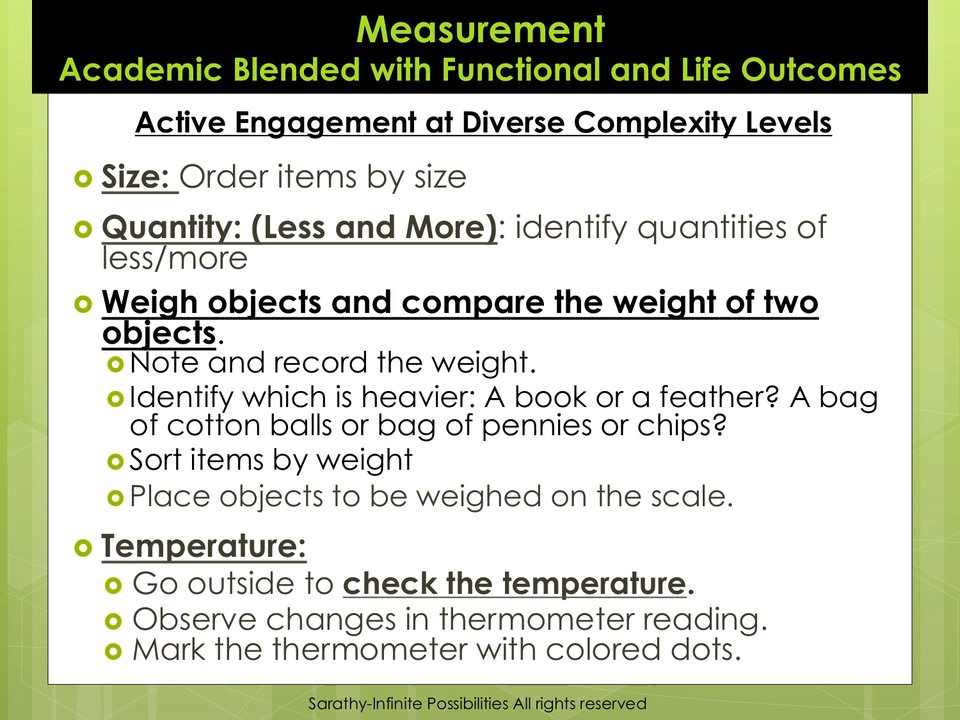 Measurement
Academic Blended with Functional and Life Outcomes
Active Engagement at Diverse Complexity Levels
Size: Order items by size
Quantity: (Less and More): identify quantities of
less/more
Weigh objects and compare the weight of two
objects.
Note and record the weight.
Identify which is heavier: A book or a feather? A bag
of cotton balls or bag of pennies or chips?
Sort items by weight
Place objects to be weighed on the scale.
Temperature:
Go outside to check the temperature.
Observe changes in thermometer reading.
Mark the thermometer with colored dots.
Sarathy-Infinite Possibilities All rights reserved